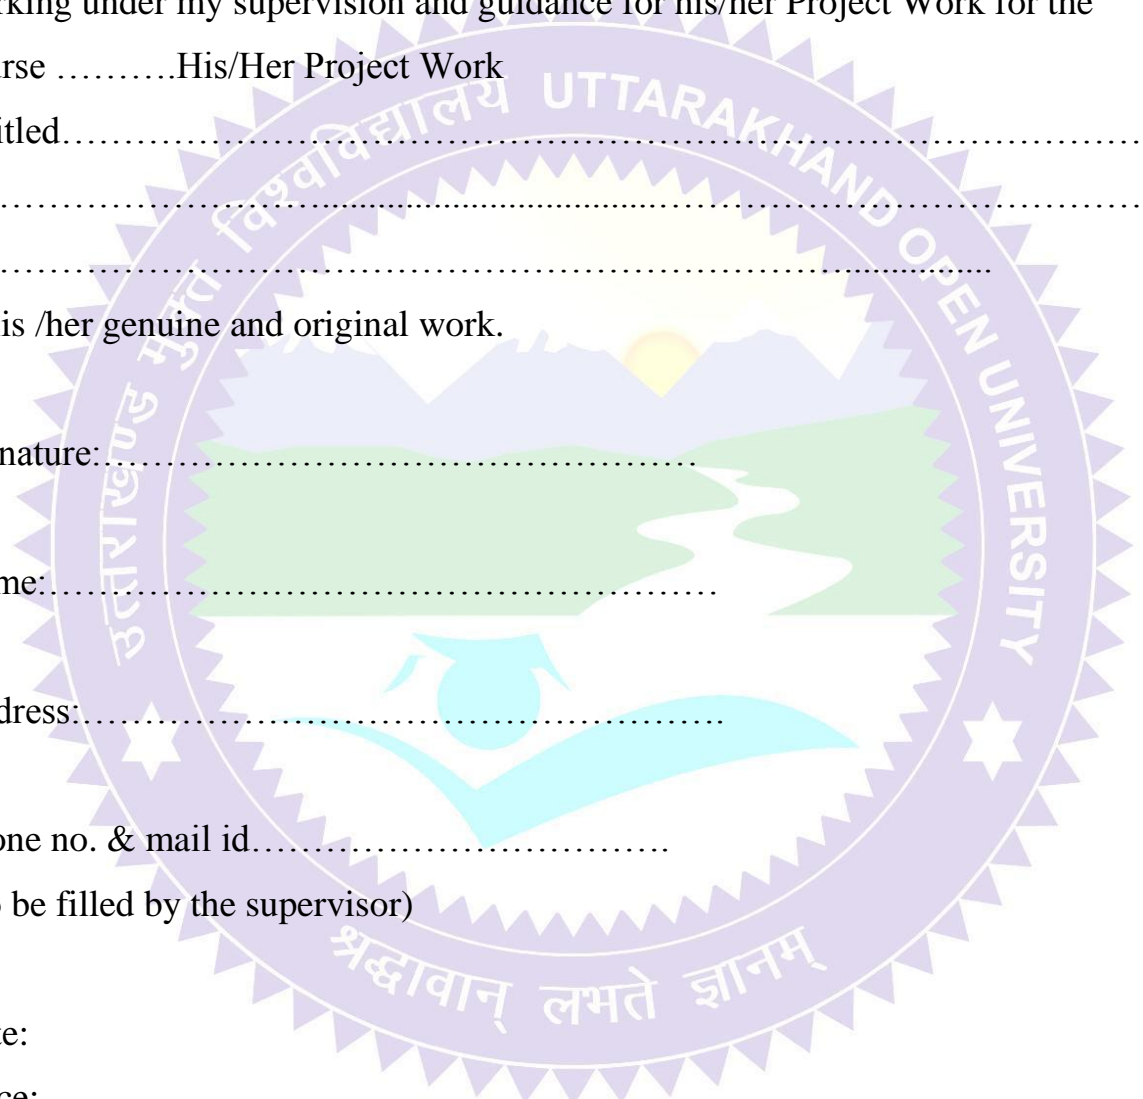 rking under my supervision and guidance for his/her Project Work for the
urse ……….His/Her Project Work
itled……………………………………………………………………………………
……………………...............................................……………………………………
……………………………………………………………………...............
is /her genuine and original work.
nature:…………………………………………………
me:………………………………………………………
dress:…………………………………………………….
one no. & mail id………………………………….
be filled by the supervisor)
te:
ce:
उत्तराखण्ड मुक्त विश्वविद्यालय UTTARAKHAND OPEN UNIVERSITY
श्रद्धावान् लभते ज्ञानम्